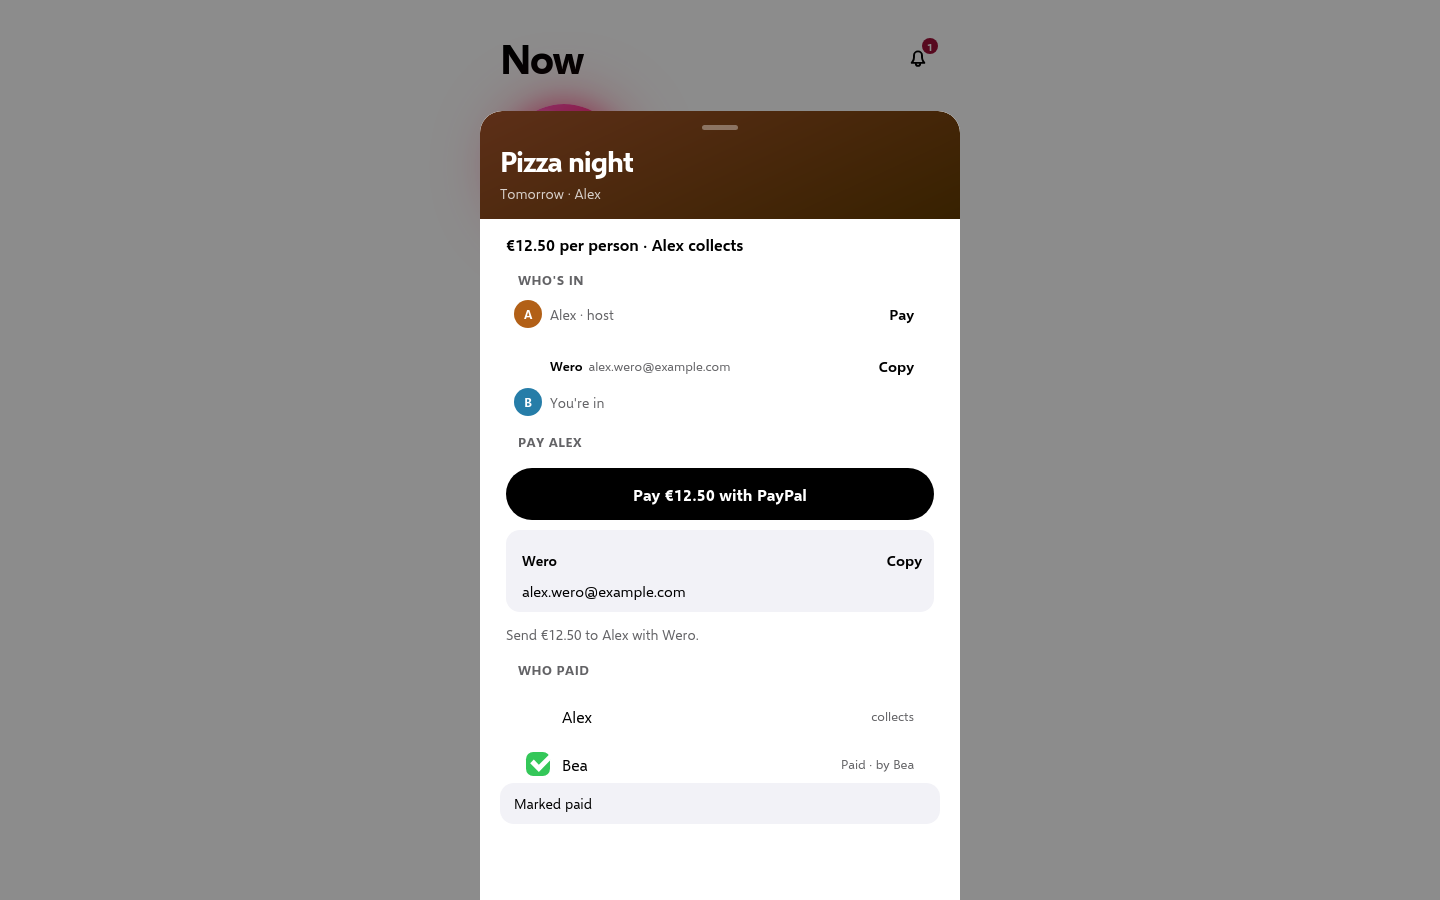 Now
1
Pizza night
Tomorrow · Alex
€12.50 per person · Alex collects
WHO'S IN
A Alex · host Pay
Wero alex.wero@example.com Copy
B You're in
PAY ALEX
Pay €12.50 with PayPal
Wero Copy
alex.wero@example.com
Send €12.50 to Alex with Wero.
WHO PAID
Alex collects
Bea Paid · by Bea
Marked paid